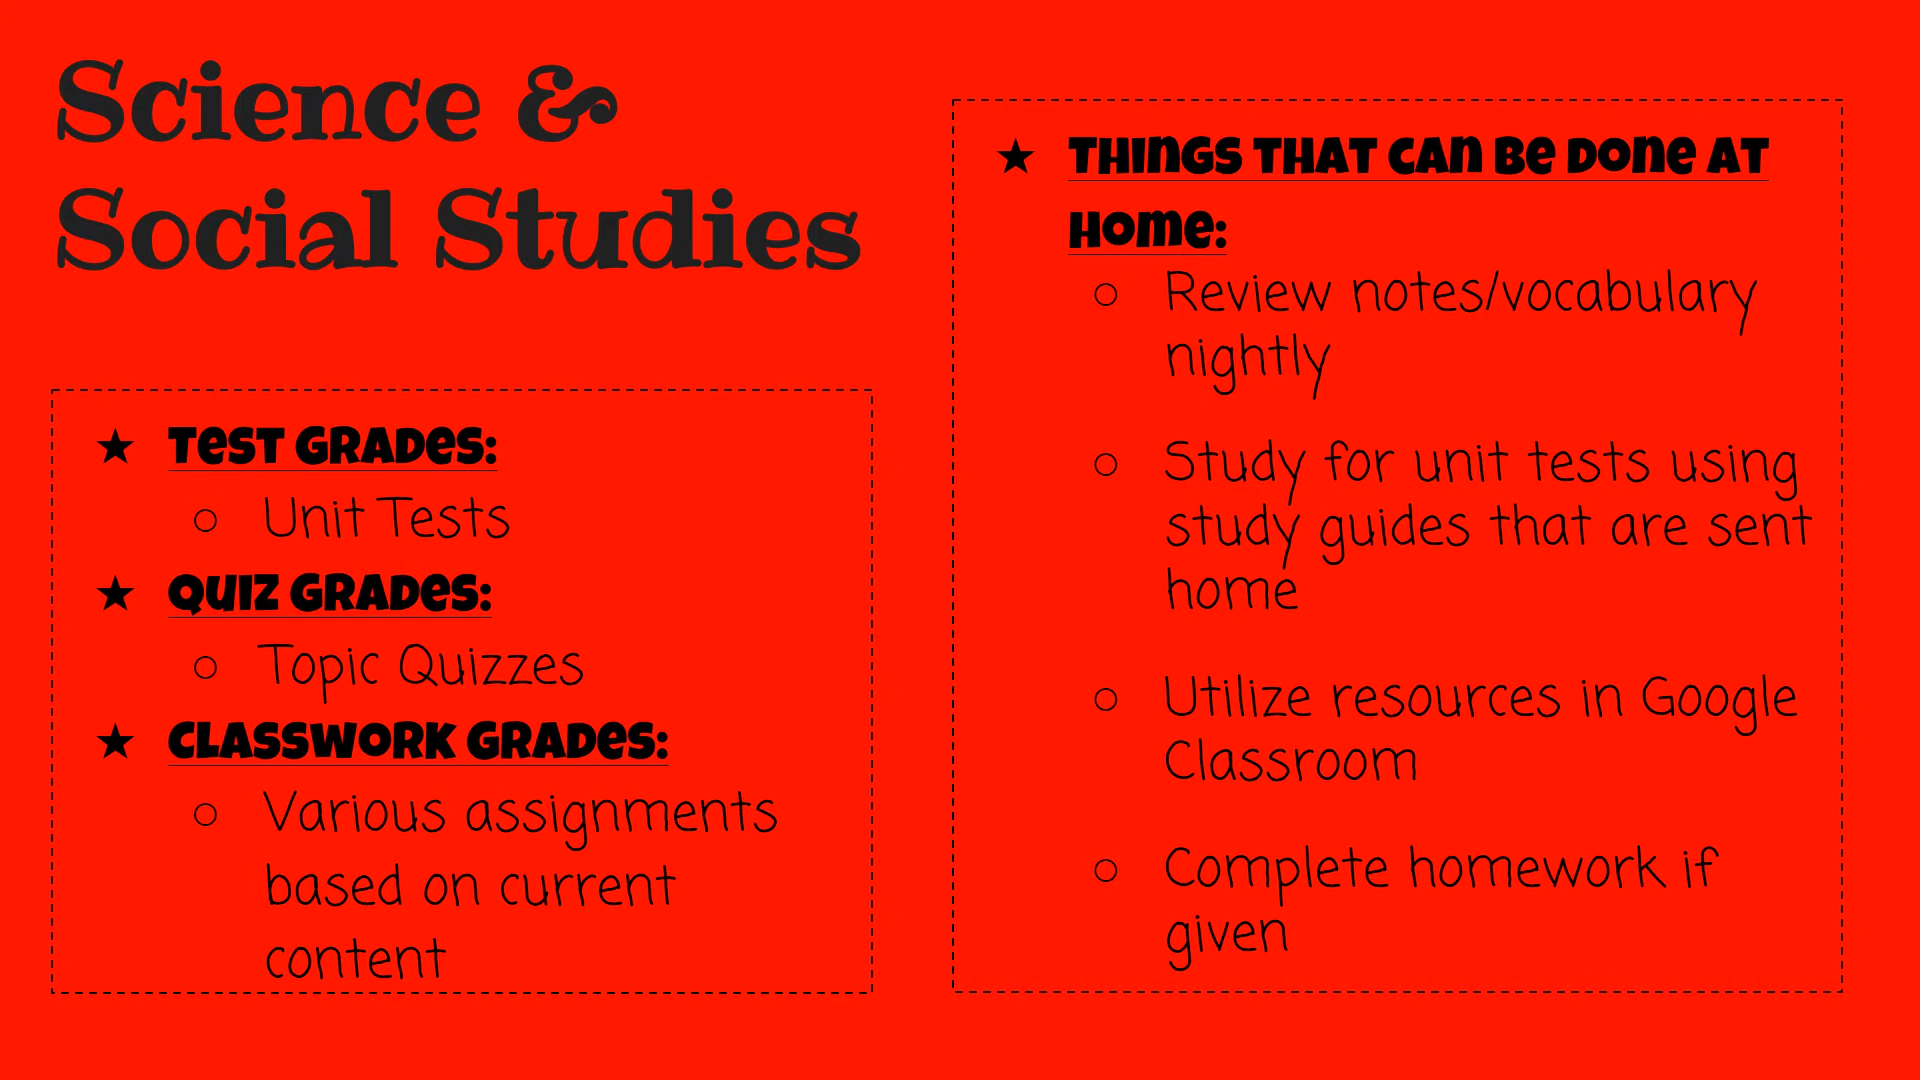 Science &
Social Studies
★ Test Grades:
○ Unit Tests
★ Quiz Grades:
○ Topic Quizzes
★ Classwork Grades:
○ Various assignments
based on current
content
★ Things that can be done at
home:
○ Review notes/vocabulary
nightly
○ Study for unit tests using
study guides that are sent
home
○ Utilize resources in Google
Classroom
○ Complete homework if
given